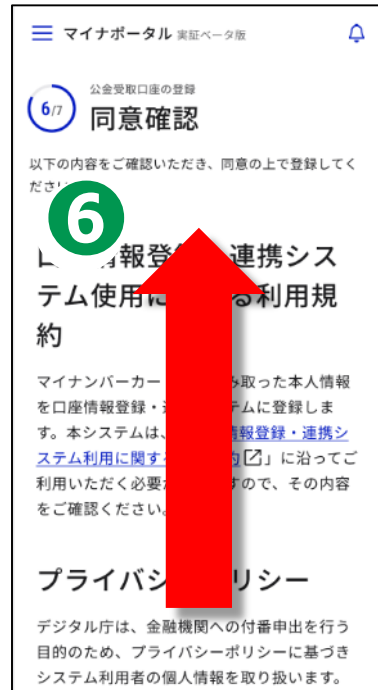 マイナポータル 実証ベータ版
公金受取口座の登録
6/7
同意確認
以下の内容をご確認いただき、同意の上で登録してく
ださ
6
情報登 連携シス
テム使用に る利用規
約
マイナンバーカー み取った本人情報
を口座情報登録・ テムに登録しま
す。本システムは、 情報登録・連携シ
ステム利用に関す 約」に沿ってご
利用いただく必要が すので、その内容
をご確認ください。
プライバシ リシー
デジタル庁は、金融機関への付番申出を行う
目的のため、プライバシーポリシーに基づき
システム利用者の個人情報を取り扱います。